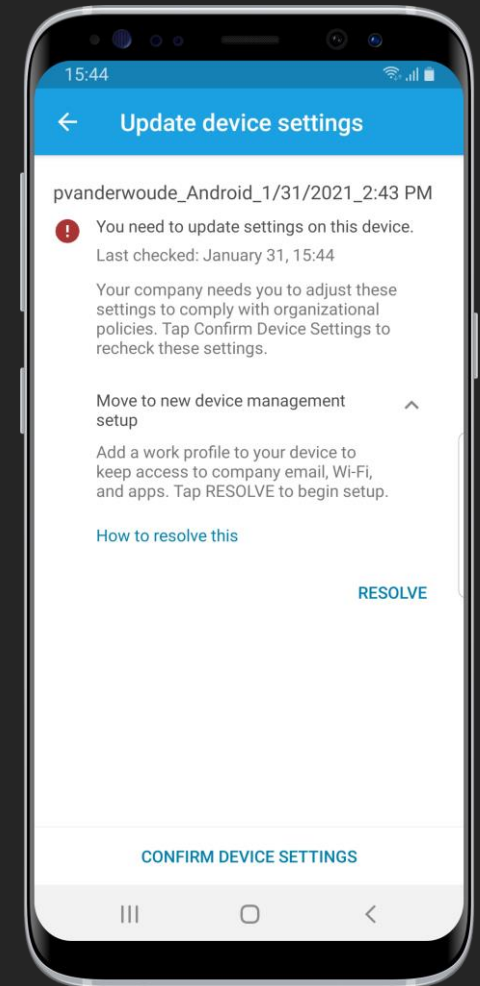 15:44
Update device settings
pvanderwoude_Android_1/31/2021_2:43 PM
You need to update settings on this device.
Last checked: January 31, 15:44
Your company needs you to adjust these
settings to comply with organizational
policies. Tap Confirm Device Settings to
recheck these settings.
Move to new device management
setup
Add a work profile to your device to
keep access to company email, Wi-Fi,
and apps. Tap RESOLVE to begin setup.
How to resolve this
RESOLVE
CONFIRM DEVICE SETTINGS